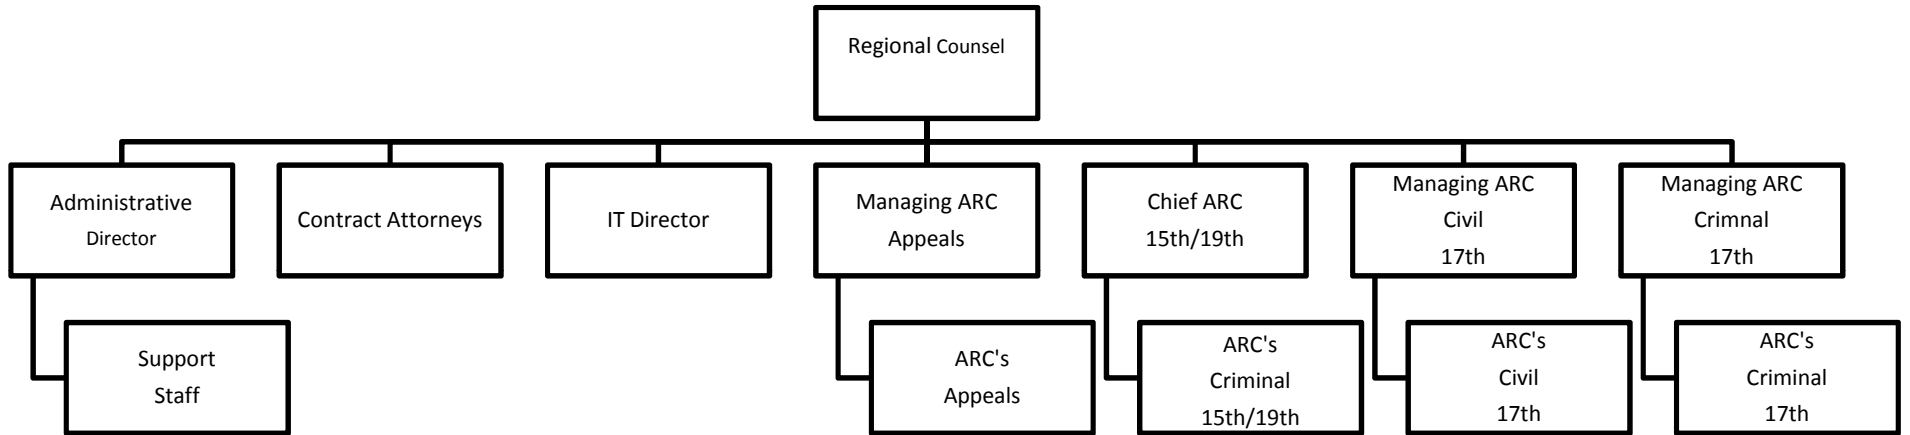 Regional Counsel
Administrative
Director
Contract Attorneys
IT Director
Managing ARC
Appeals
Chief ARC
15th/19th
Managing ARC
Civil
17th
Managing ARC
Crimnal
17th
Support
Staff
ARC's
Appeals
ARC's
Criminal
15th/19th
ARC's
Civil
17th
ARC's
Criminal
17th